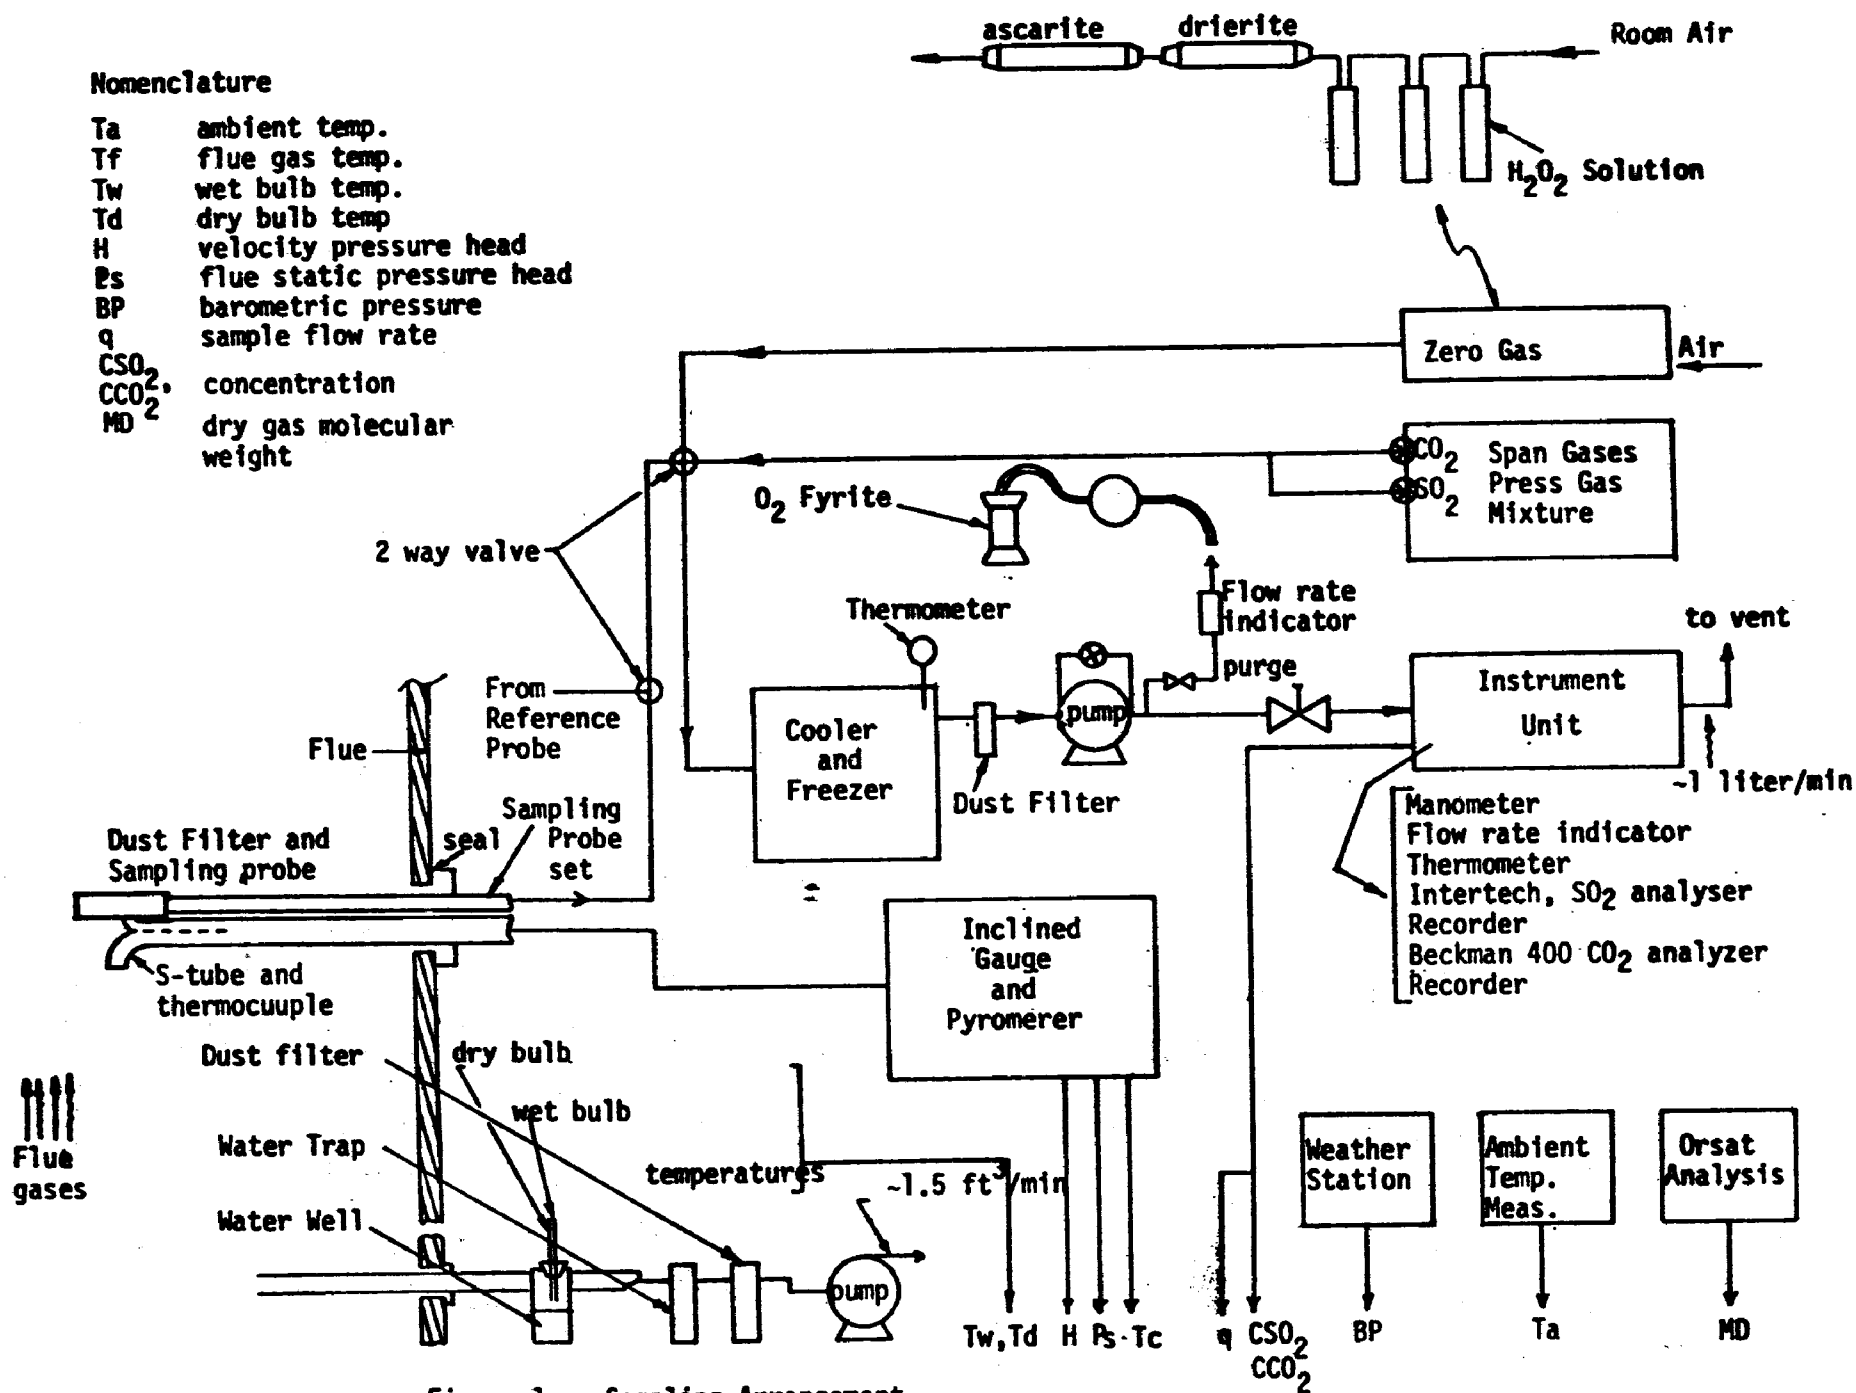 ascarite
drierite
Room Air
H2O2 Solution
Nomenclature
Ta ambient temp.
Tf flue gas temp.
Tw wet bulb temp.
Td dry bulb temp
H velocity pressure head
Ps flue static pressure head
BP barometric pressure
q sample flow rate
CSO2,
CCO2 concentration
MD dry gas molecular
weight
Zero Gas
Air
CO2
SO2
Span Gases
Press Gas
Mixture
O2 Fyrite
2 way valve
Flow rate
indicator
purge
Thermometer
to vent
From
Reference
Probe
Flue
Cooler
and
Freezer
Dust Filter
pump
Instrument
Unit
~1 liter/min
Manometer
Flow rate indicator
Thermometer
Intertech, SO2 analyser
Recorder
Beckman 400 CO2 analyzer
Recorder
Sampling
Probe
set
seal
Dust Filter and
Sampling probe
S-tube and
thermocuuple
Inclined
Gauge
and
Pyromerer
Dust filter
dry bulb
wet bulb
Water Trap
Water Well
Flue
gases
temperatures
~1.5 ft3/min
pump
Weather
Station
Ambient
Temp.
Meas.
Orsat
Analysis
Tw,Td H Ps Tc q CSO2
CCO2
BP Ta MD